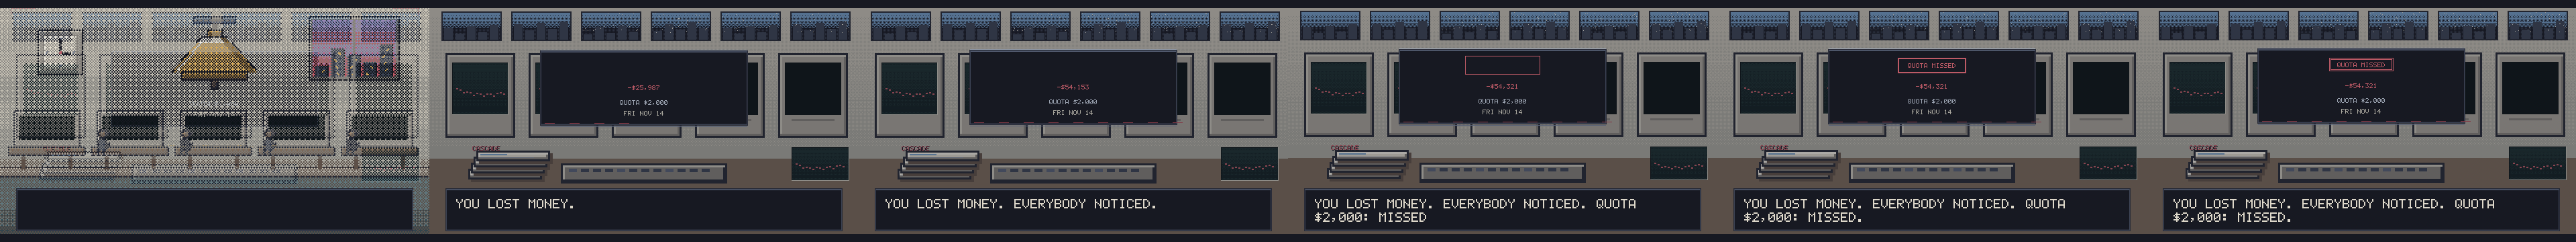 -$25,987
QUOTA $2,000
FRI NOV 14
YOU LOST MONEY.
-$54,153
QUOTA $2,000
FRI NOV 14
YOU LOST MONEY. EVERYBODY NOTICED.
-$54,321
QUOTA $2,000
FRI NOV 14
YOU LOST MONEY. EVERYBODY NOTICED. QUOTA
$2,000: MISSED
QUOTA MISSED
-$54,321
QUOTA $2,000
FRI NOV 14
YOU LOST MONEY. EVERYBODY NOTICED. QUOTA
$2,000: MISSED.
QUOTA MISSED
-$54,321
QUOTA $2,000
FRI NOV 14
YOU LOST MONEY. EVERYBODY NOTICED. QUOTA
$2,000: MISSED.